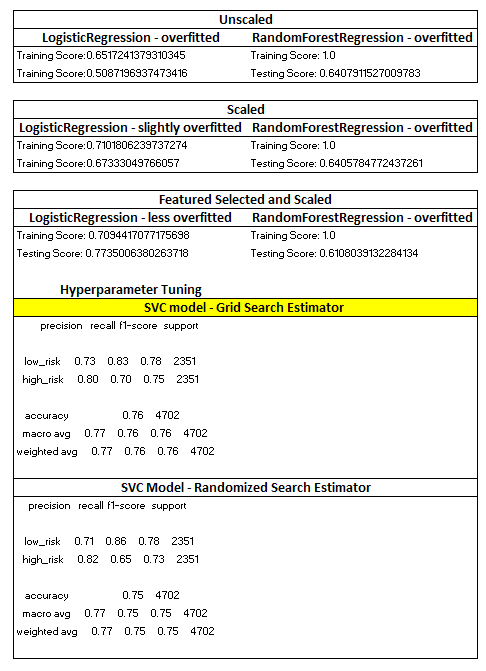 Unscaled
LogisticRegression - overfitted RandomForestRegression - overfitted
Training Score:0.6517241379310345 Training Score: 1.0
Training Score:0.5087196937473416 Testing Score: 0.6407911527009783
Scaled
LogisticRegression - slightly overfitted RandomForestRegression - overfitted
Training Score:0.7101806239737274 Training Score: 1.0
Training Score:0.67333049766057 Testing Score: 0.6405784772437261
Featured Selected and Scaled
LogisticRegression - less overfitted RandomForestRegression - overfitted
Training Score: 0.7094417077175698 Training Score: 1.0
Testing Score: 0.7735006380263718 Testing Score: 0.6108039132284134
Hyperparameter Tuning
SVC model - Grid Search Estimator
precision recall f1-score support
low_risk 0.73 0.83 0.78 2351
high_risk 0.80 0.70 0.75 2351
accuracy 0.76 4702
macro avg 0.77 0.76 0.76 4702
weighted avg 0.77 0.76 0.76 4702
SVC Model - Randomized Search Estimator
precision recall f1-score support
low_risk 0.71 0.86 0.78 2351
high_risk 0.82 0.65 0.73 2351
accuracy 0.75 4702
macro avg 0.77 0.75 0.75 4702
weighted avg 0.77 0.75 0.75 4702